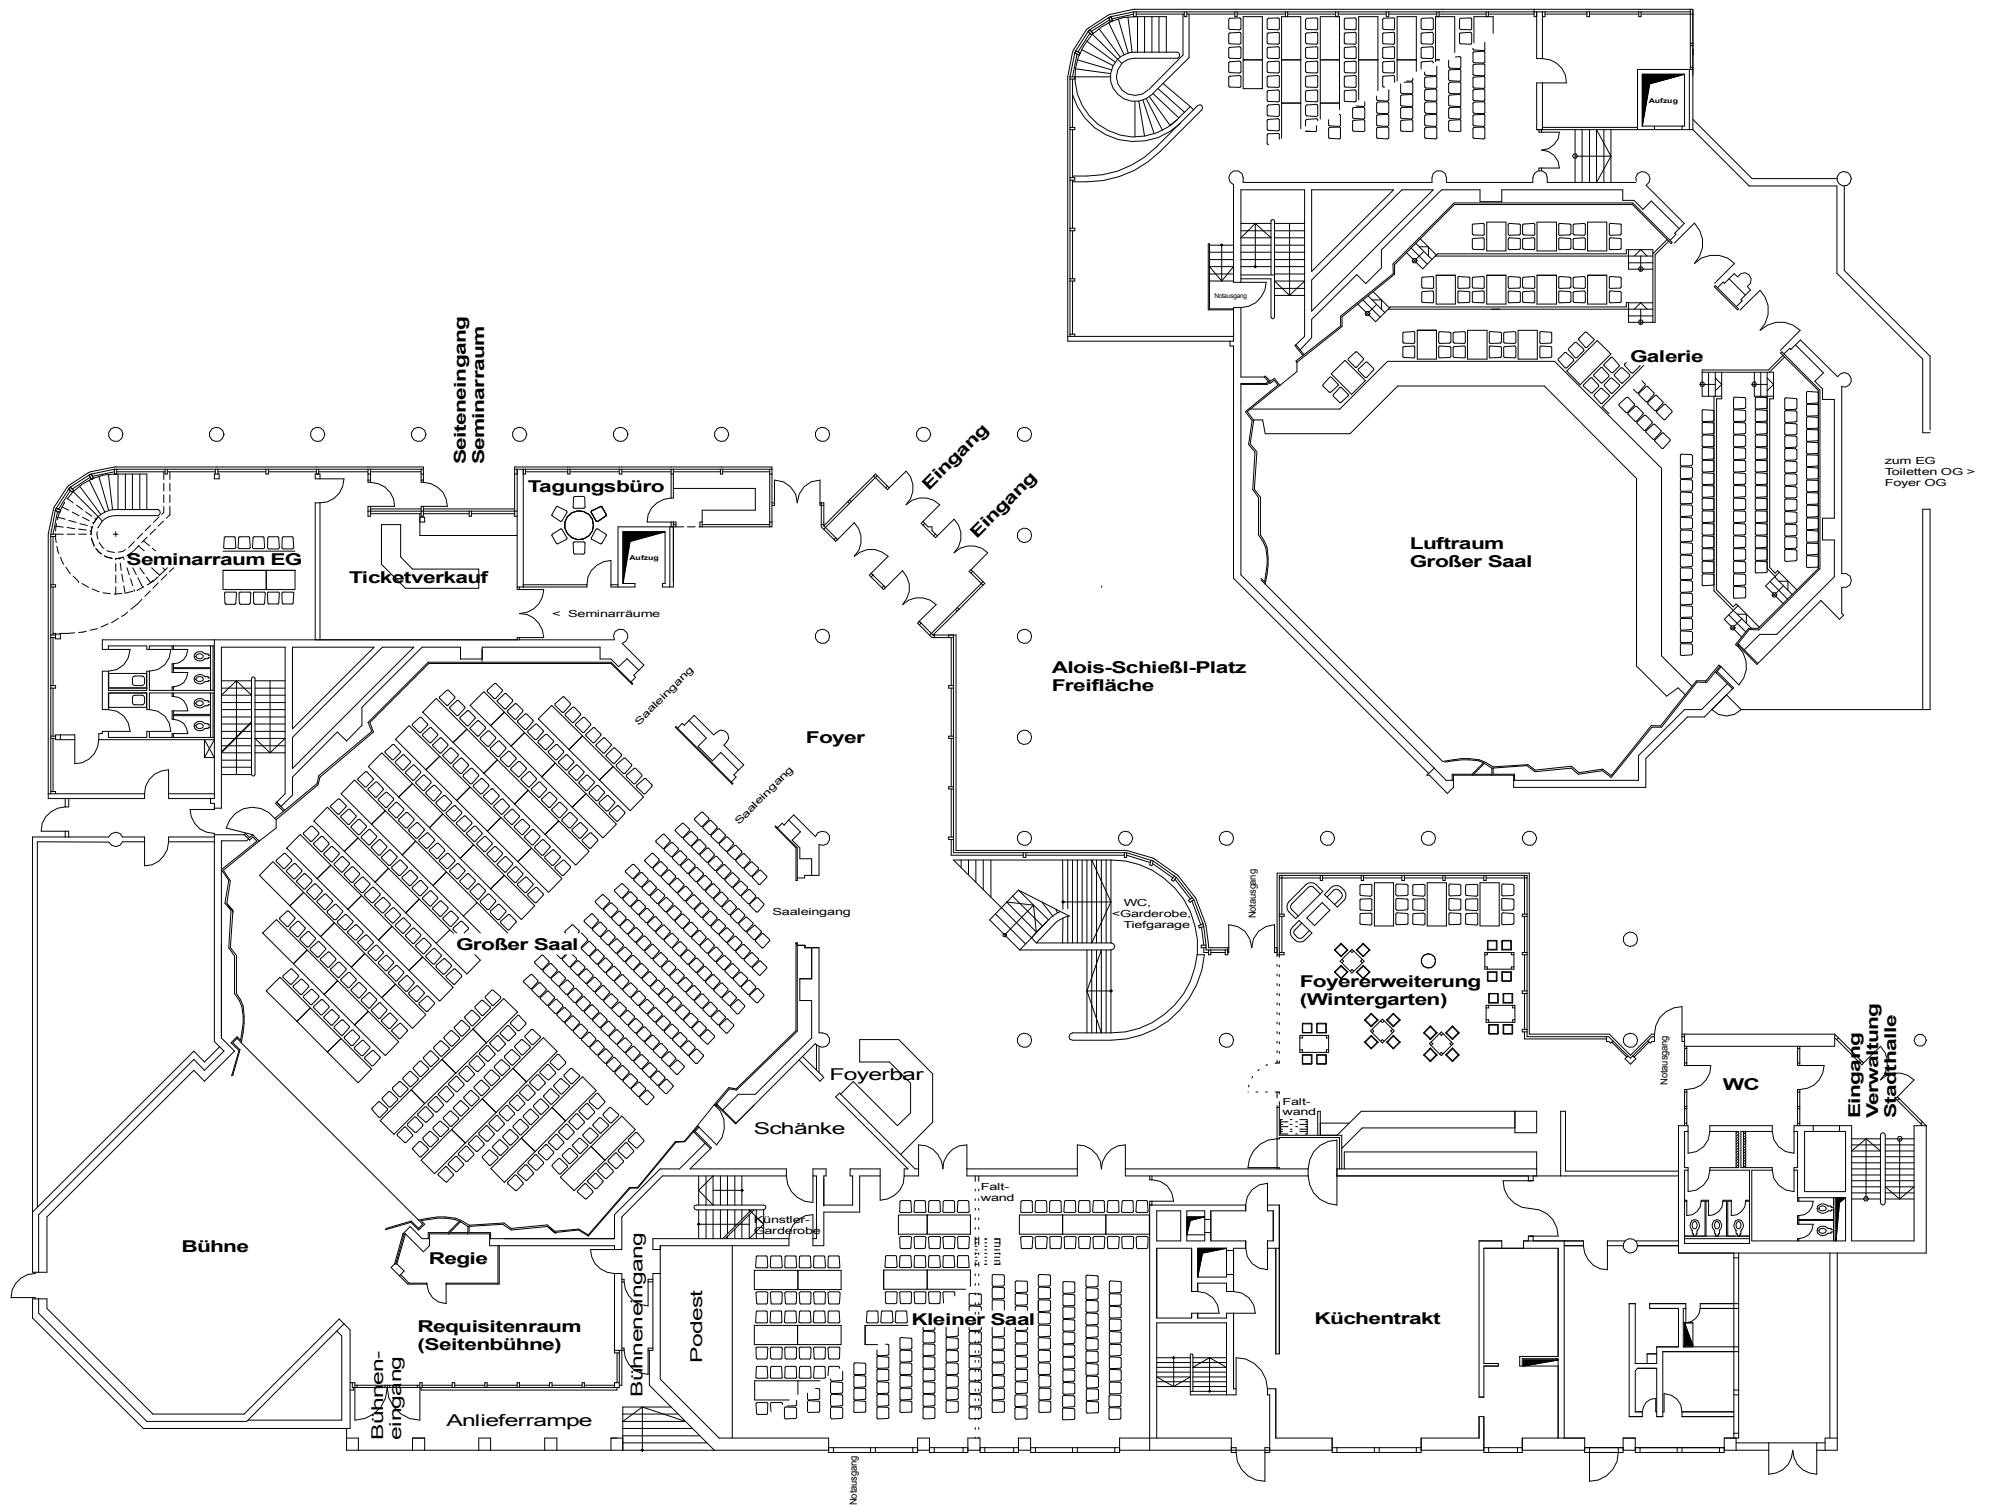 Aufzug
Notausgang
Galerie
zum EG
Toiletten OG >
Foyer OG
Luftraum
Großer Saal
Seiteneingang
Seminarraum
Eingang
Eingang
Tagungsbüro
Aufzug
Seminarraum EG
Ticketverkauf
< Seminarräume
Saaleingang
Alois-Schießl-Platz
Freifläche
Foyer
Saaleingang
Saaleingang
Großer Saal
WC,
<Garderobe,
Tiefgarage
Notausgang
Foyererweiterung
(Wintergarten)
Notausgang
Eingang
Verwaltung
Stadthalle
WC
Foyerbar
Falt-
wand
Schänke
Falt-
wand
Künstler-
Garderobe
Bühne
Regie
Bühneneingang
Podest
Kleiner Saal
Küchentrakt
Requisitenraum
(Seitenbühne)
Bühnen-
eingang
Anlieferrampe
Notausgang